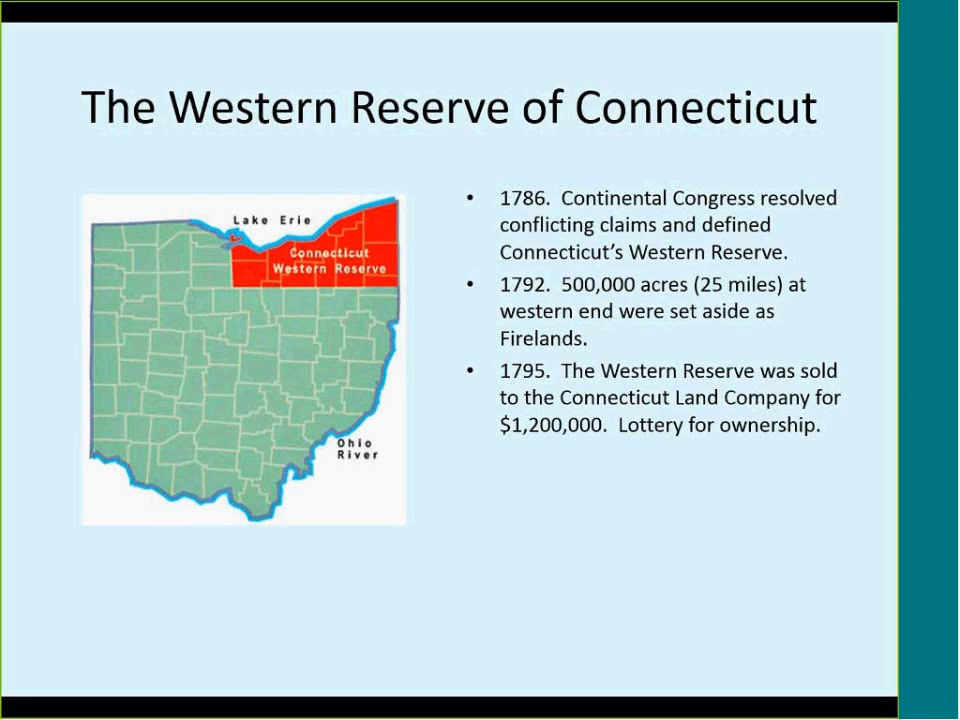 The Western Reserve of Connecticut
Lake Erie
Connecticut
Western Reserve
Ohio
River
• 1786.  Continental Congress resolved
conflicting claims and defined
Connecticut’s Western Reserve.
• 1792.  500,000 acres (25 miles) at
western end were set aside as
Firelands.
• 1795.  The Western Reserve was sold
to the Connecticut Land Company for
$1,200,000.  Lottery for ownership.